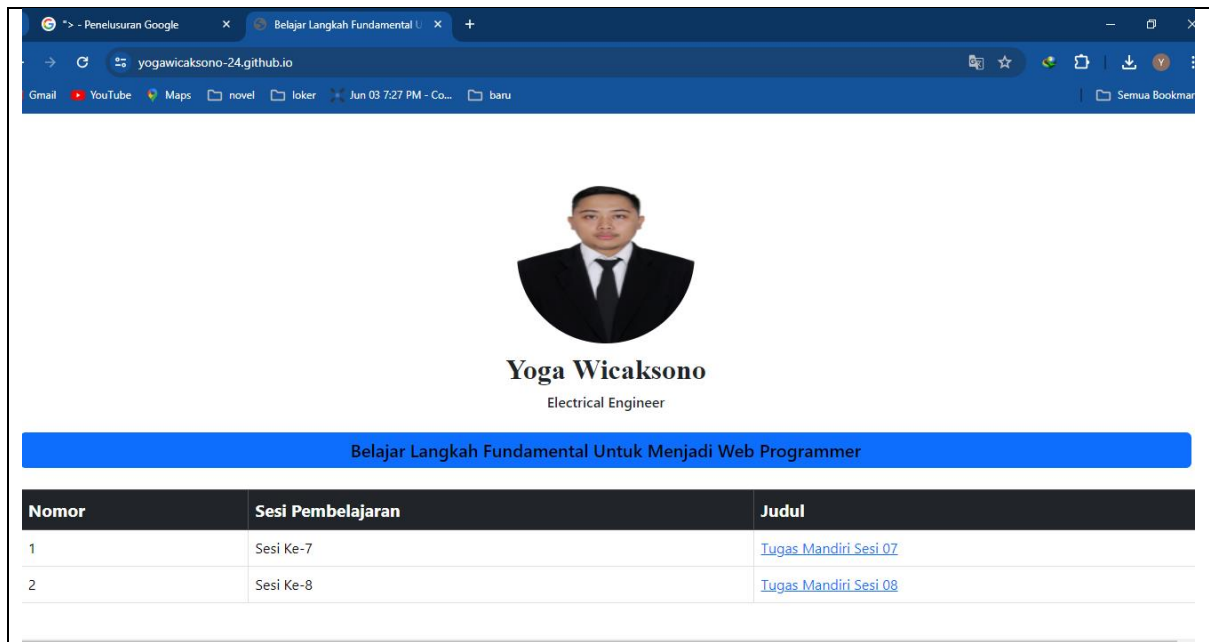 "> - Penelusuran Google
Belajar Langkah Fundamental U
yogawicaksono-24.github.io
Gmail YouTube Maps novel loker Jun 03 7:27 PM - Co... baru Semua Bookmar
Y
Yoga Wicaksono
Electrical Engineer
Belajar Langkah Fundamental Untuk Menjadi Web Programmer
Nomor Sesi Pembelajaran Judul
1 Sesi Ke-7 Tugas Mandiri Sesi 07
2 Sesi Ke-8 Tugas Mandiri Sesi 08